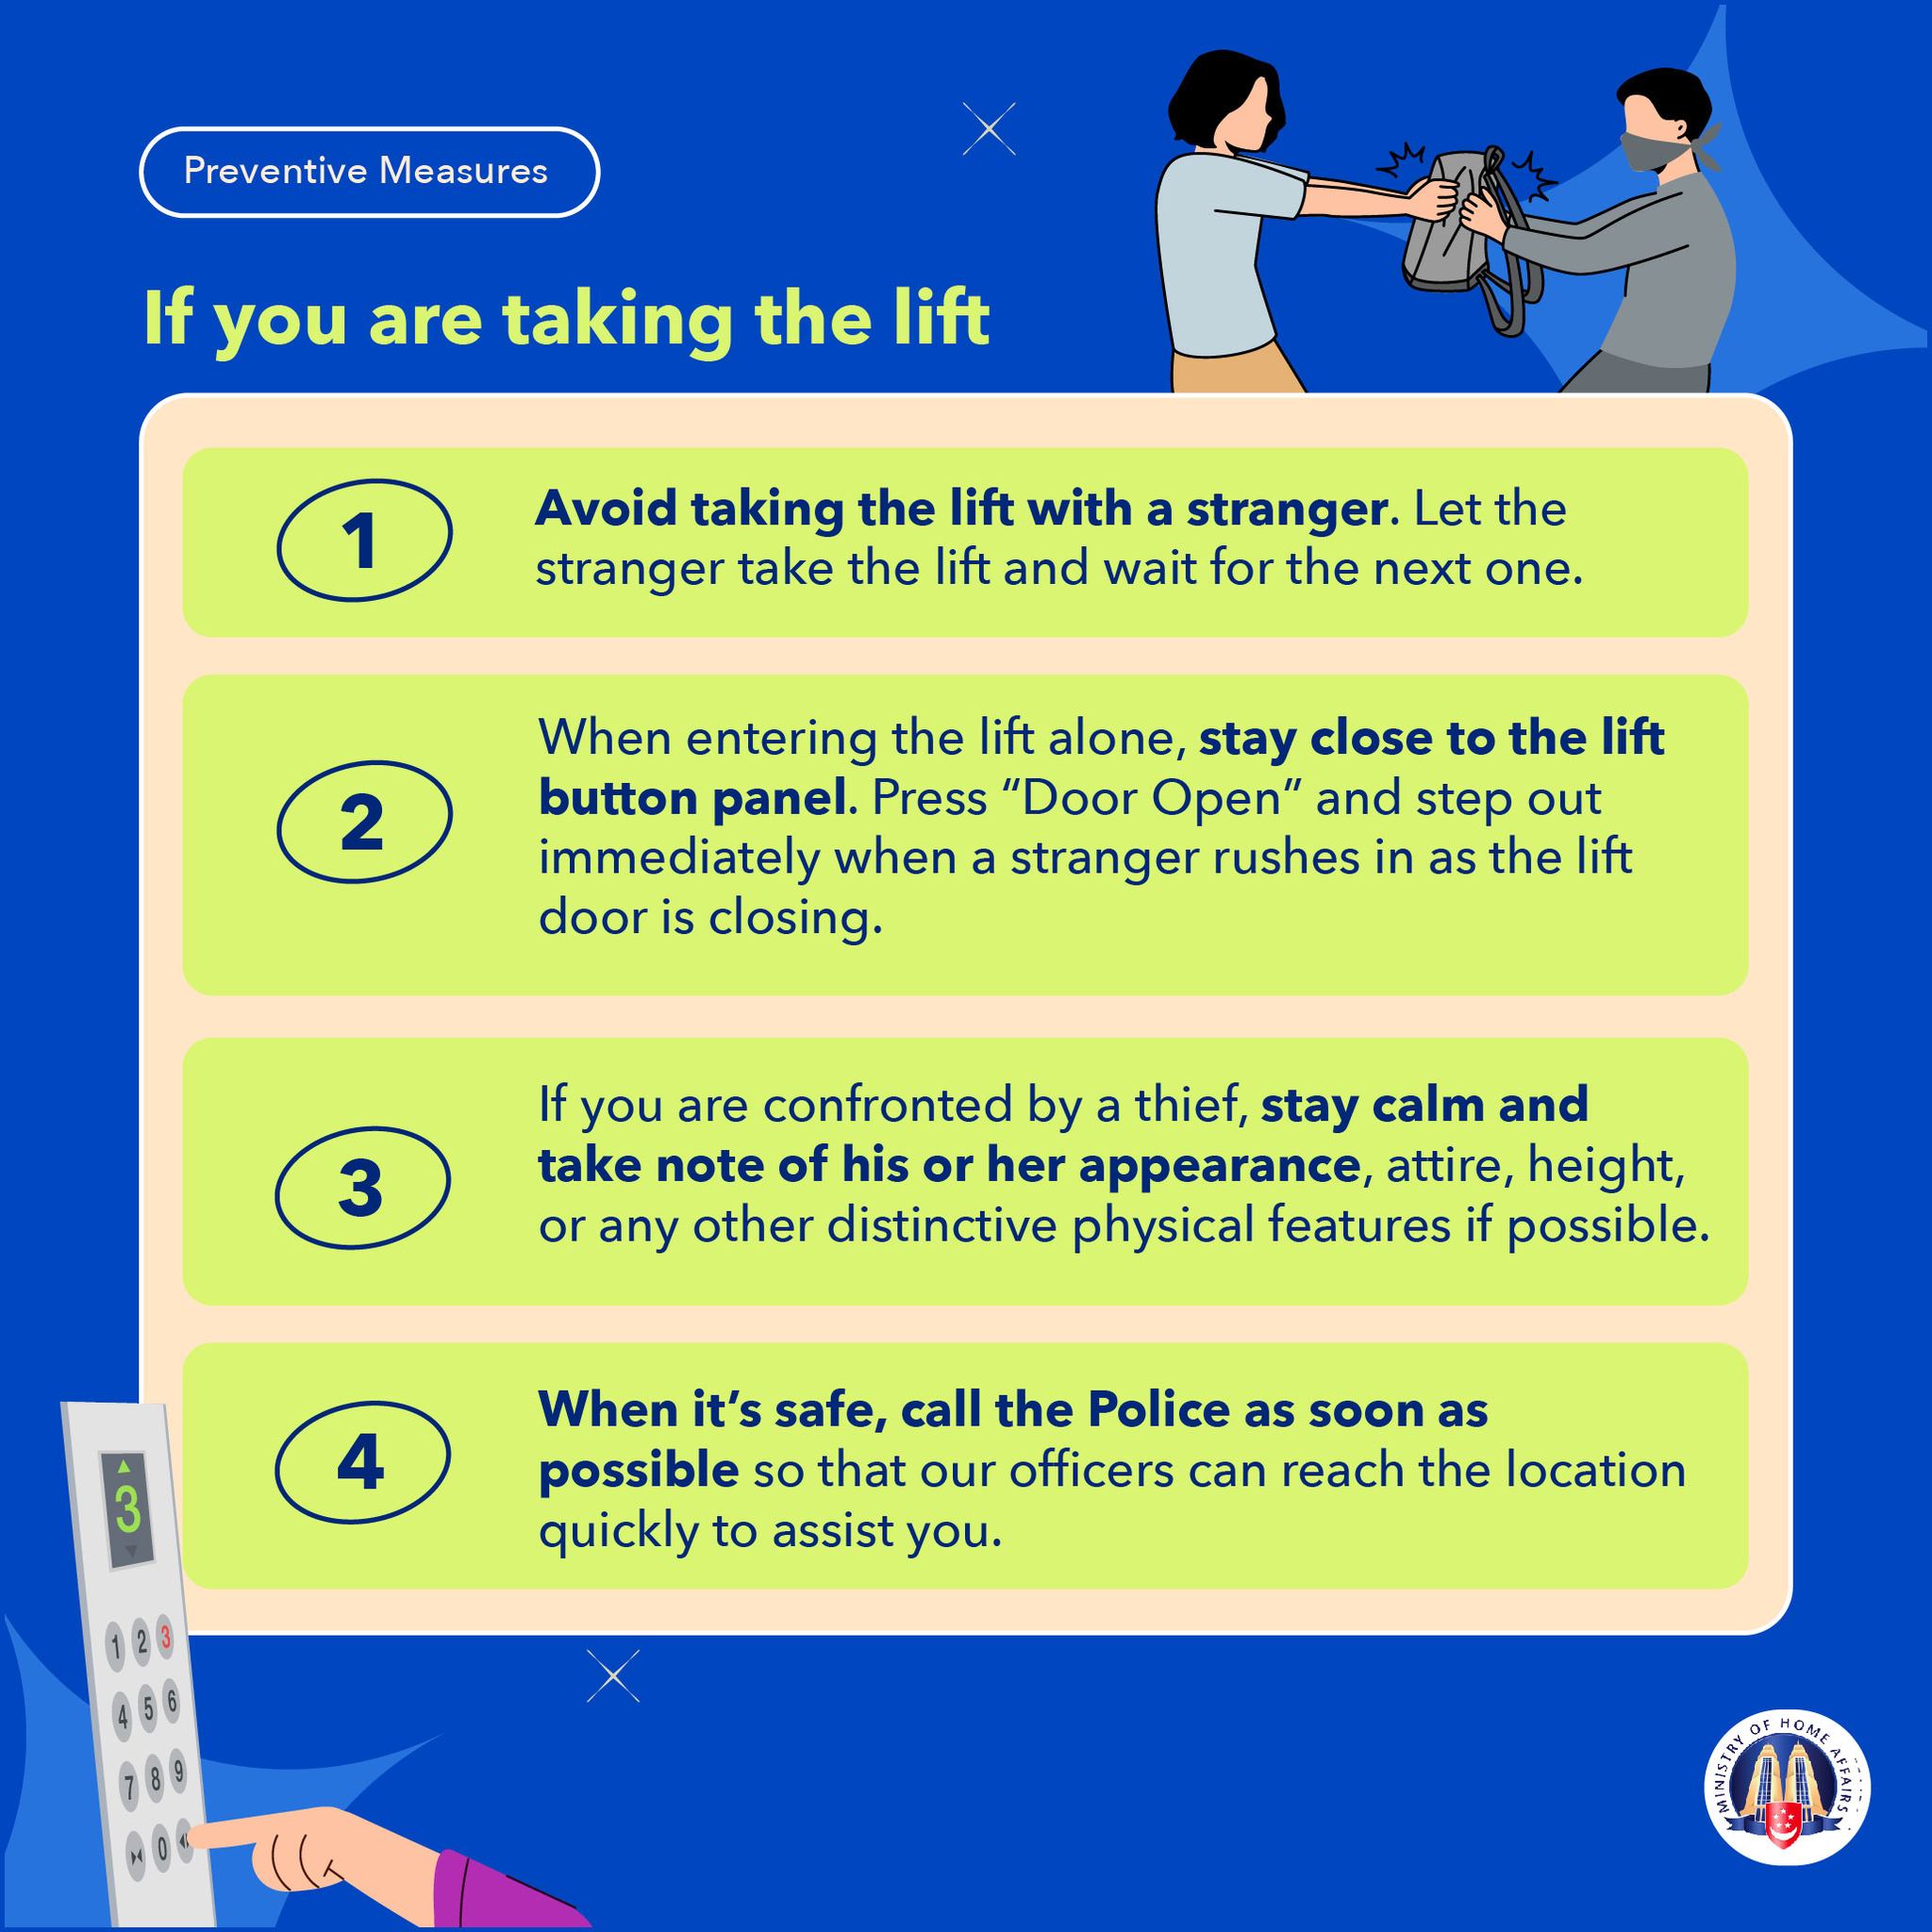 Preventive Measures
If you are taking the lift
1
Avoid taking the lift with a stranger. Let the
stranger take the lift and wait for the next one.
2
When entering the lift alone, stay close to the lift
button panel. Press “Door Open” and step out
immediately when a stranger rushes in as the lift
door is closing.
3
If you are confronted by a thief, stay calm and
take note of his or her appearance, attire, height,
or any other distinctive physical features if possible.
4
When it’s safe, call the Police as soon as
possible so that our officers can reach the location
quickly to assist you.
3
1 2 3
4 5 6
7 8 9
0
MINISTRY OF HOME AFFAIRS